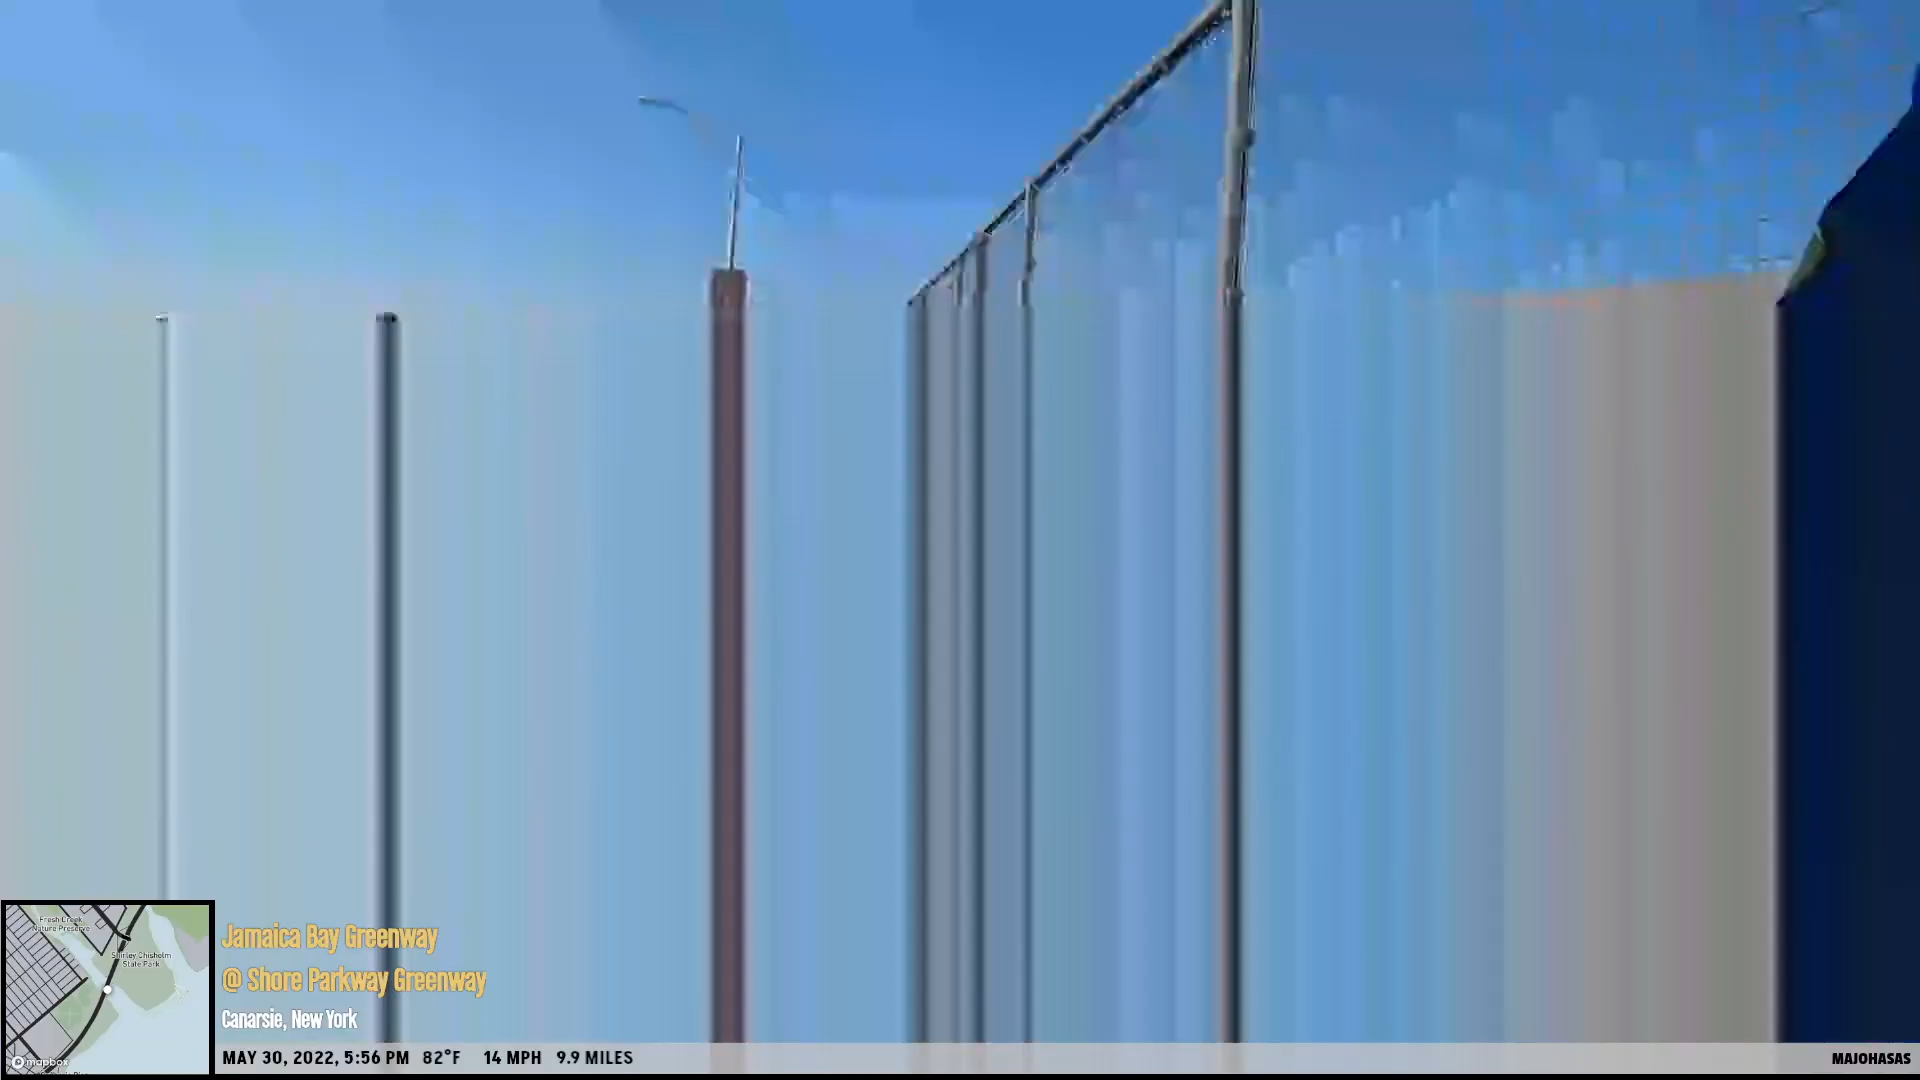 Fresh Creek
Nature Preserve
Shirley Chisholm
State Park
mapbox
Jamaica Bay Greenway
@ Shore Parkway Greenway
Canarsie, New York
MAY 30, 2022, 5:56 PM 82°F 14 MPH 9.9 MILES
MAJOHASAS